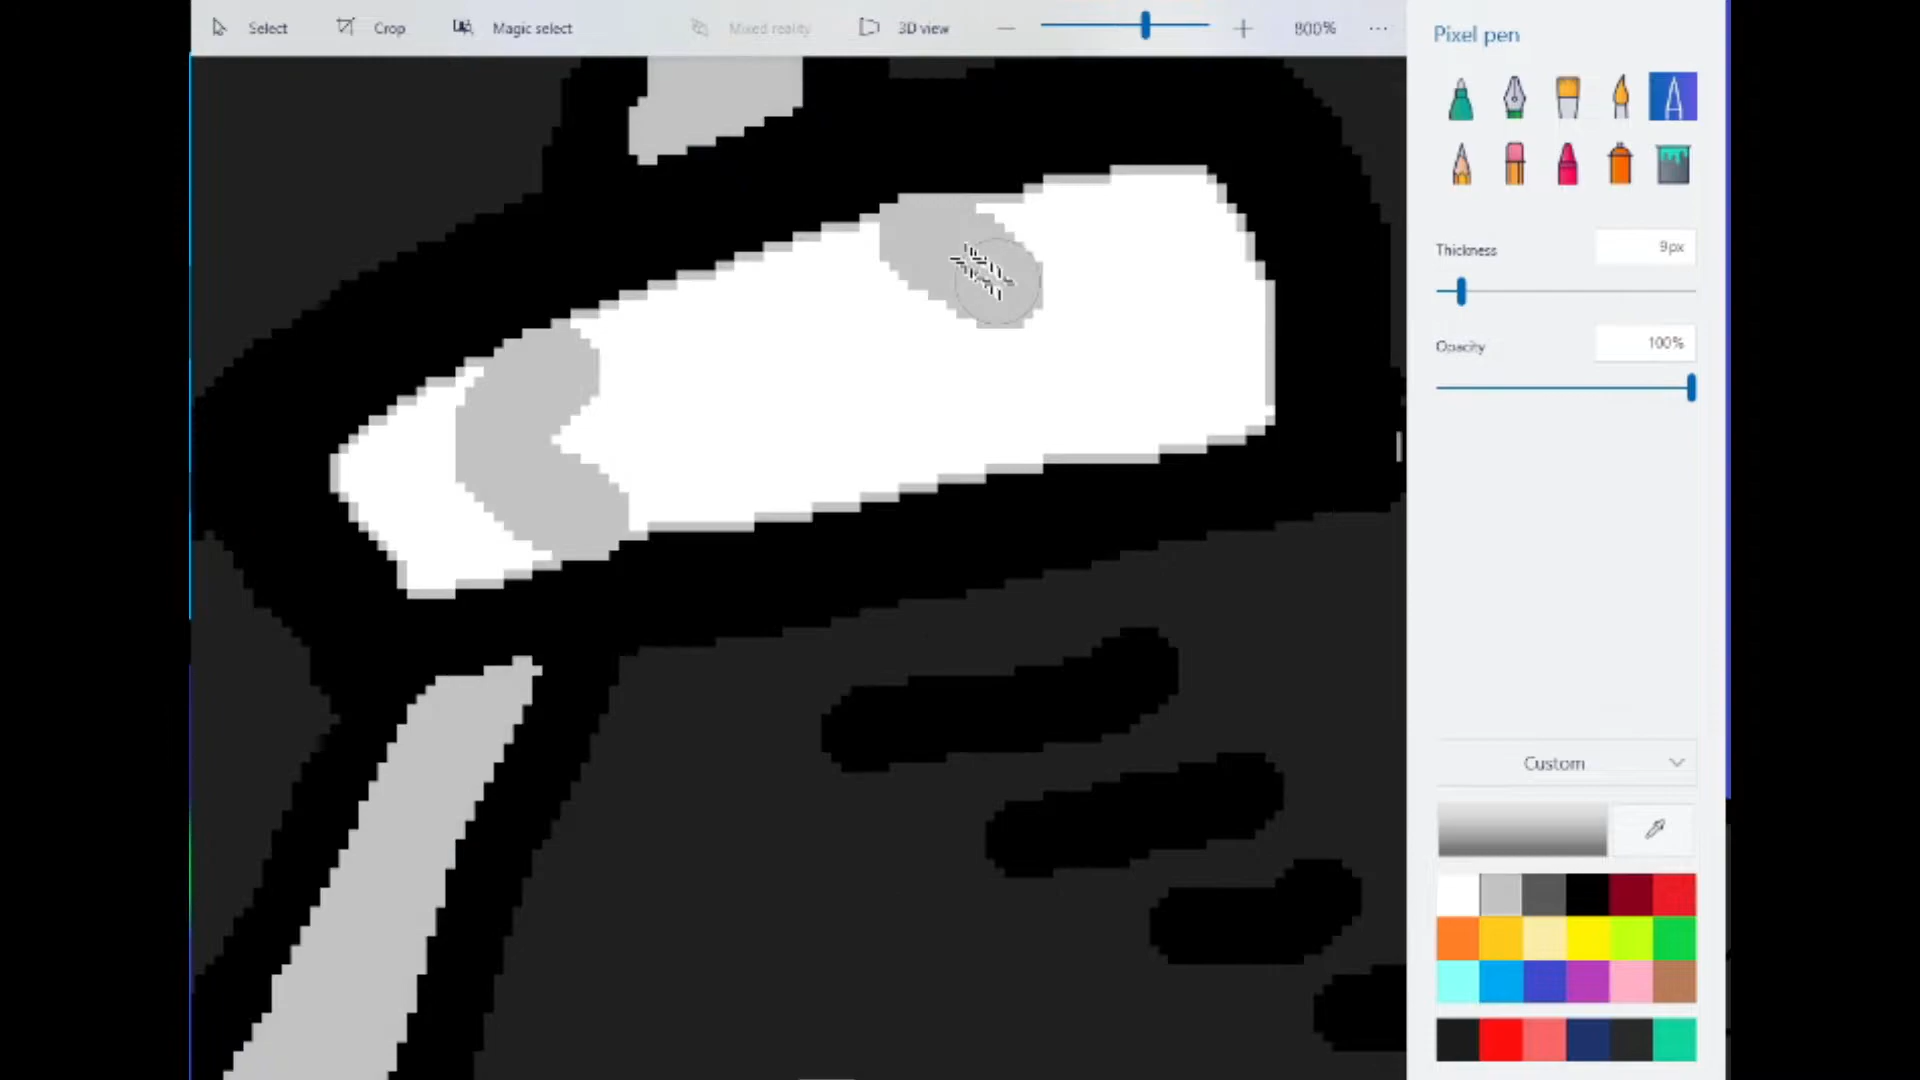 Select Crop Magic select Mixed reality 3D view 800%
Pixel pen
Thickness 9px
Opacity 100%
Custom